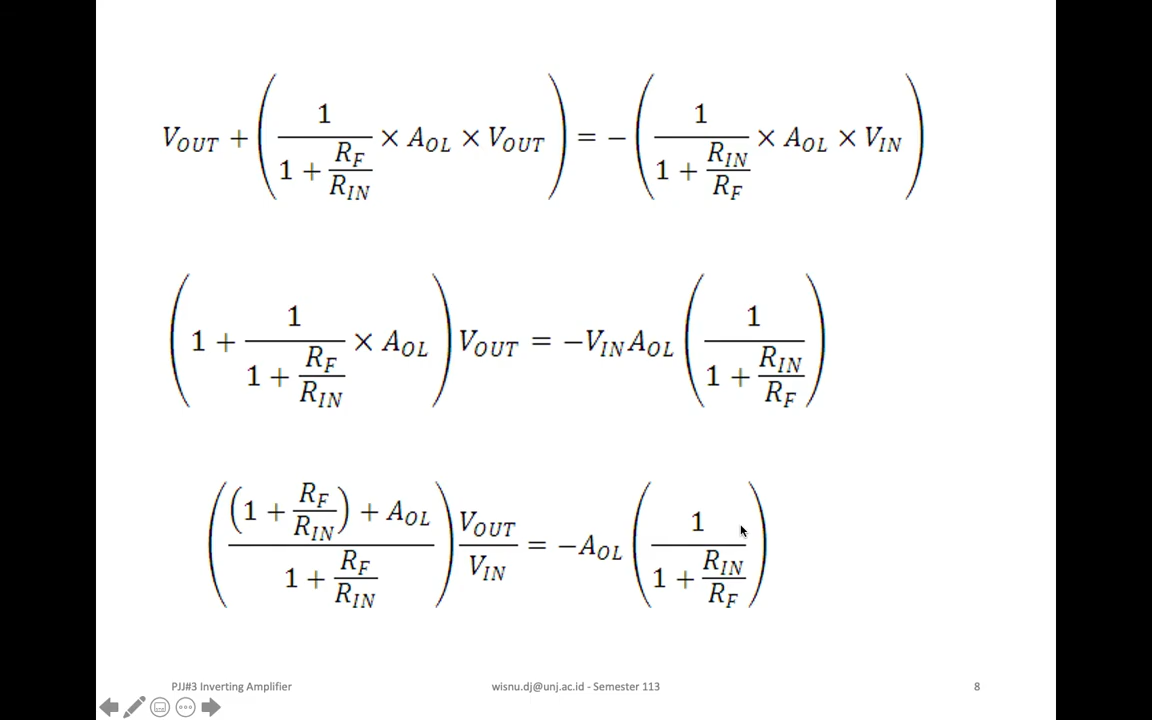 V_OUT + (1/(1 + R_F/R_IN) × A_OL × V_OUT) = −(1/(1 + R_IN/R_F) × A_OL × V_IN)
(1 + 1/(1 + R_F/R_IN) × A_OL) V_OUT = −V_IN A_OL (1/(1 + R_IN/R_F))
(((1 + R_F/R_IN) + A_OL)/(1 + R_F/R_IN)) V_OUT/V_IN = −A_OL (1/(1 + R_IN/R_F))
PJJ#3 Inverting Amplifier
wisnu.dj@unj.ac.id - Semester 113
8